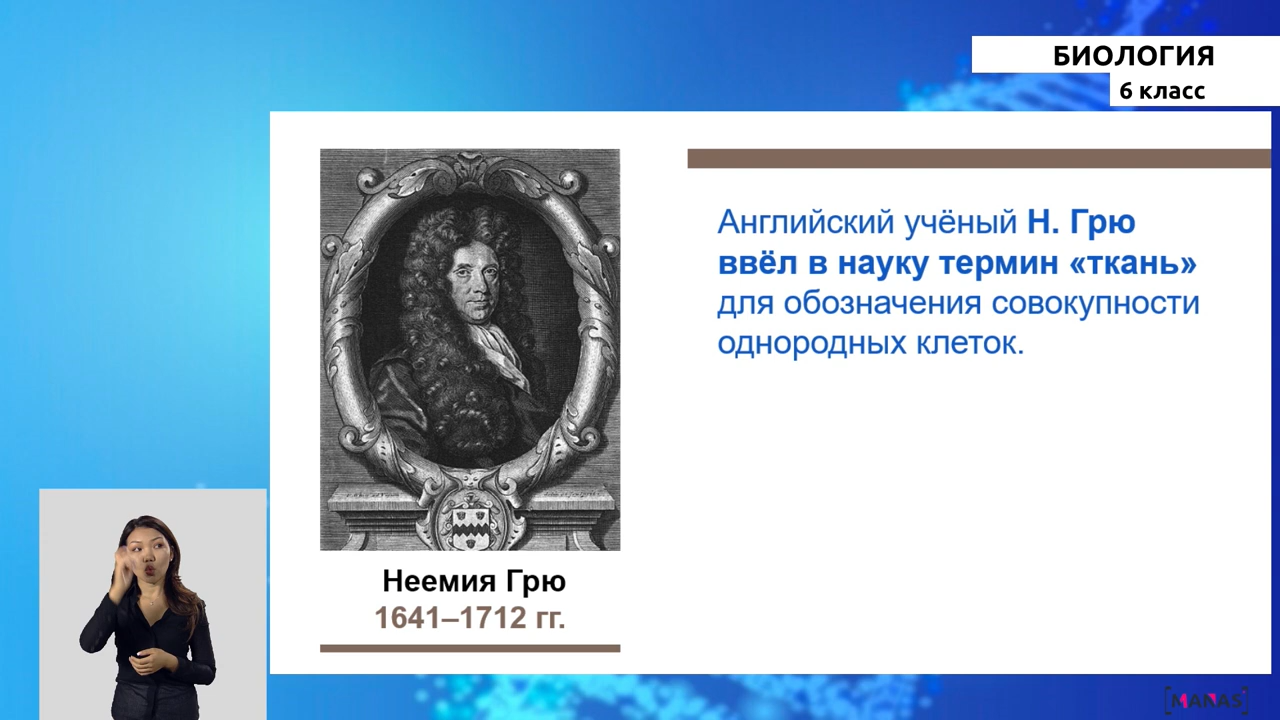 БИОЛОГИЯ
6 класс
Английский учёный Н. Грю
ввёл в науку термин «ткань»
для обозначения совокупности
однородных клеток.
Неемия Грю
1641–1712 гг.
MANAS